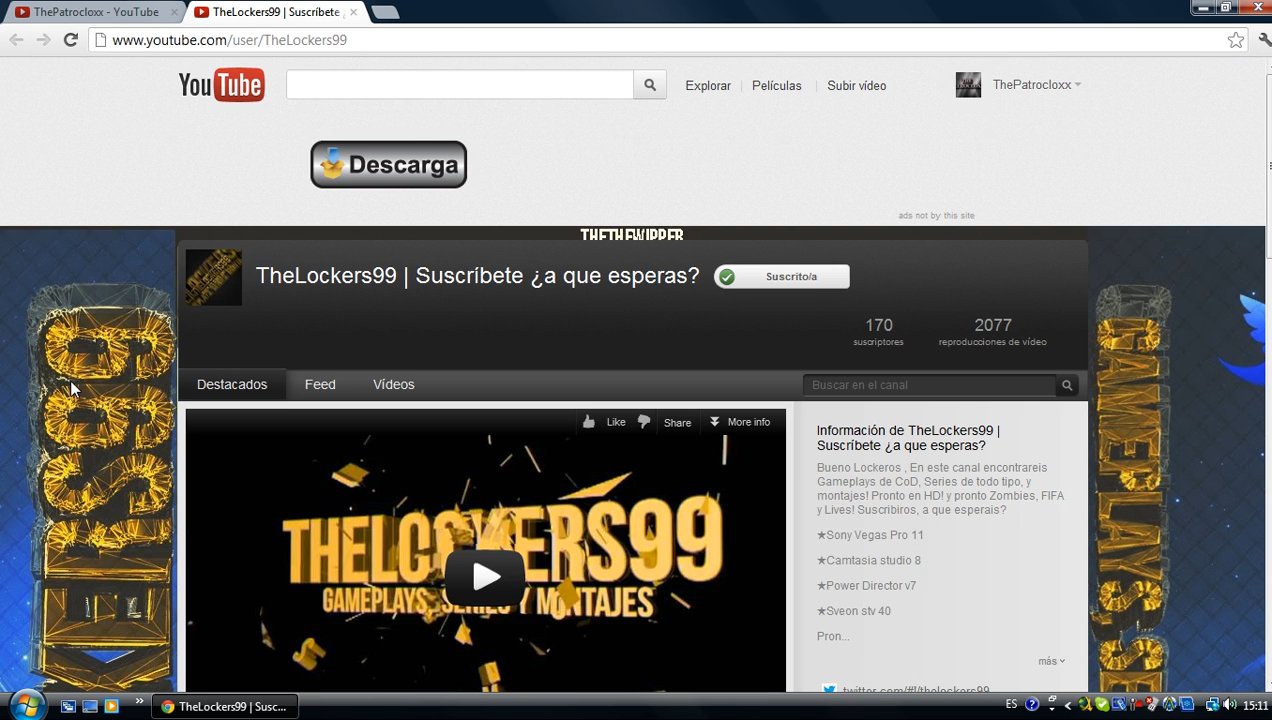 ThePatrocloxx - YouTube
TheLockers99 | Suscríbete ¿
www.youtube.com/user/TheLockers99
YouTube
Explorar
Películas
Subir vídeo
ThePatrocloxx
Descarga
ads not by this site
THETHEWIPPER
TheLockers99 | Suscríbete ¿a que esperas?
Suscrito/a
170
suscriptores
2077
reproducciones de vídeo
Destacados
Feed
Vídeos
Buscar en el canal
Like
Share
More info
THELOCKERS99
GAMEPLAYS, SERIES Y MONTAJES
Información de TheLockers99 |
Suscríbete ¿a que esperas?
Bueno Lockeros , En este canal encontrareis
Gameplays de CoD, Series de todo tipo, y
montajes! Pronto en HD! y pronto Zombies, FIFA
y Lives! Suscribiros, a que esperais?
★Sony Vegas Pro 11
★Camtasia studio 8
★Power Director v7
★Sveon stv 40
Pron...
más
twitter.com/#!/thelockers99
GAMEPLAYS,
TheLockers99 | Susc...
ES
15:11